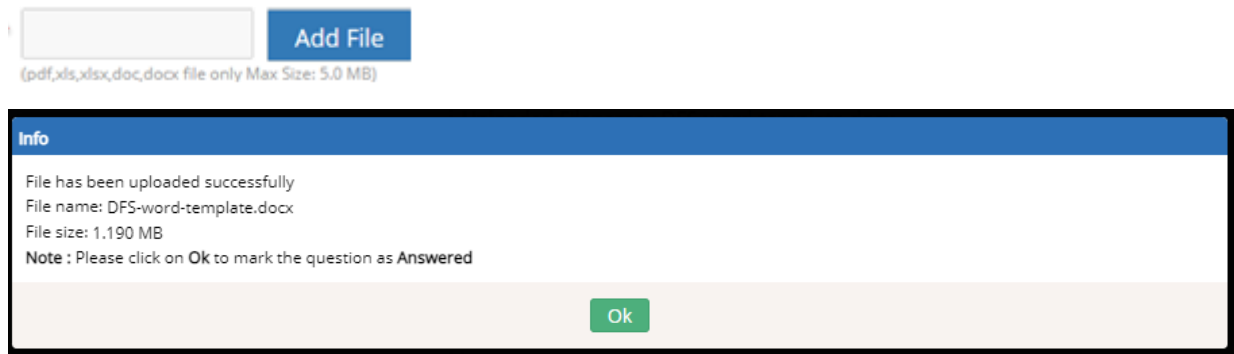 Add File
(pdf,xls,xlsx,doc,docx file only Max Size: 5.0 MB)
Info
File has been uploaded successfully
File name: DFS-word-template.docx
File size: 1.190 MB
Note : Please click on Ok to mark the question as Answered
Ok